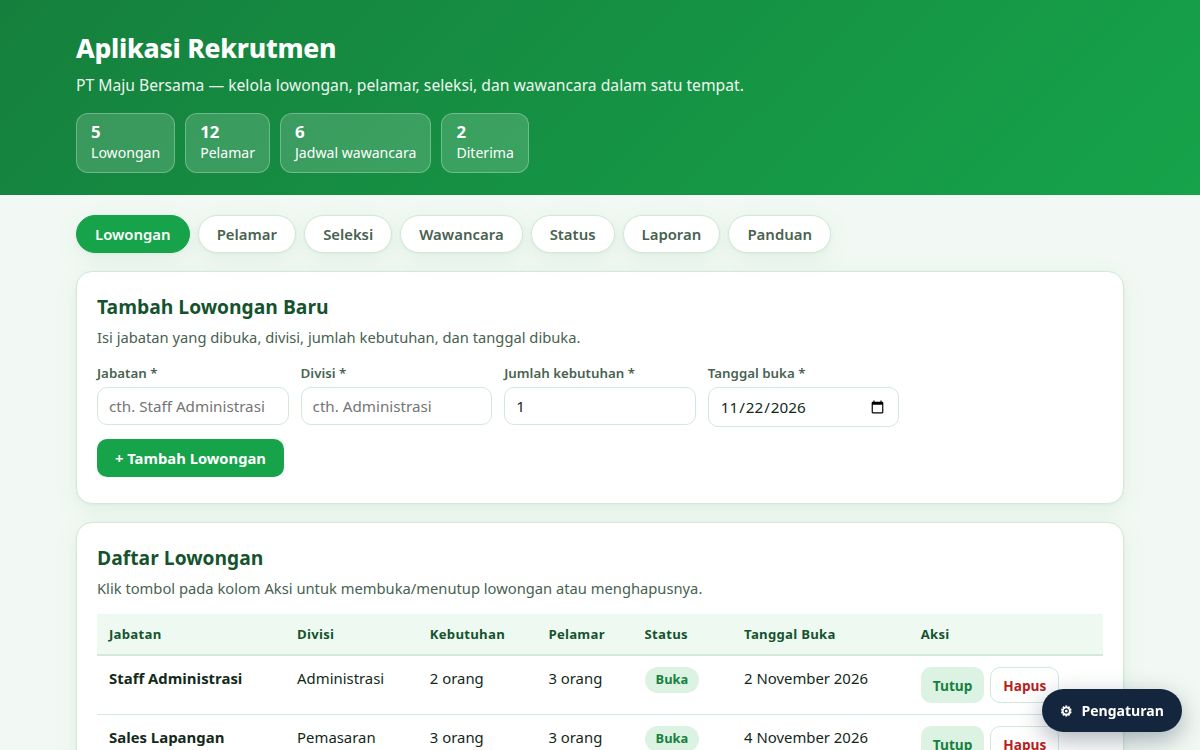 Aplikasi Rekrutmen
PT Maju Bersama — kelola lowongan, pelamar, seleksi, dan wawancara dalam satu tempat.
5
Lowongan
12
Pelamar
6
Jadwal wawancara
2
Diterima
Lowongan
Pelamar
Seleksi
Wawancara
Status
Laporan
Panduan
Tambah Lowongan Baru
Isi jabatan yang dibuka, divisi, jumlah kebutuhan, dan tanggal dibuka.
Jabatan *
Divisi *
Jumlah kebutuhan *
Tanggal buka *
cth. Staff Administrasi
cth. Administrasi
1
11/22/2026
+ Tambah Lowongan
Daftar Lowongan
Klik tombol pada kolom Aksi untuk membuka/menutup lowongan atau menghapusnya.
Jabatan Divisi Kebutuhan Pelamar Status Tanggal Buka Aksi
Staff Administrasi Administrasi 2 orang 3 orang Buka 2 November 2026 Tutup Hapus
Sales Lapangan Pemasaran 3 orang 3 orang Buka 4 November 2026 Tutup Hapus
⚙ Pengaturan